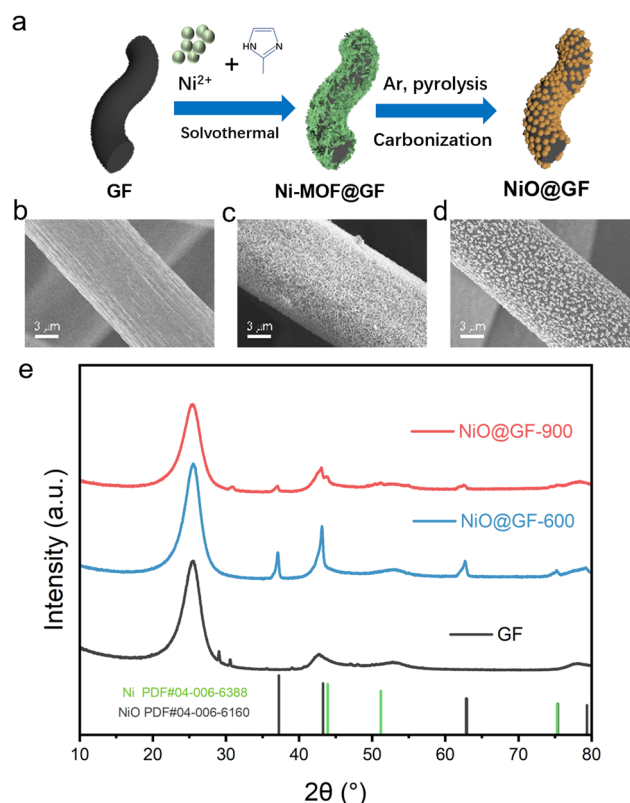 a
Ni2+
+
HN
N
Solvothermal
Ar, pyrolysis
Carbonization
GF
Ni-MOF@GF
NiO@GF
b
c
d
3 μm
3 μm
3 μm
e
Intensity (a.u.)
NiO@GF-900
NiO@GF-600
GF
Ni PDF#04-006-6388
NiO PDF#04-006-6160
10 20 30 40 50 60 70 80
2θ (°)